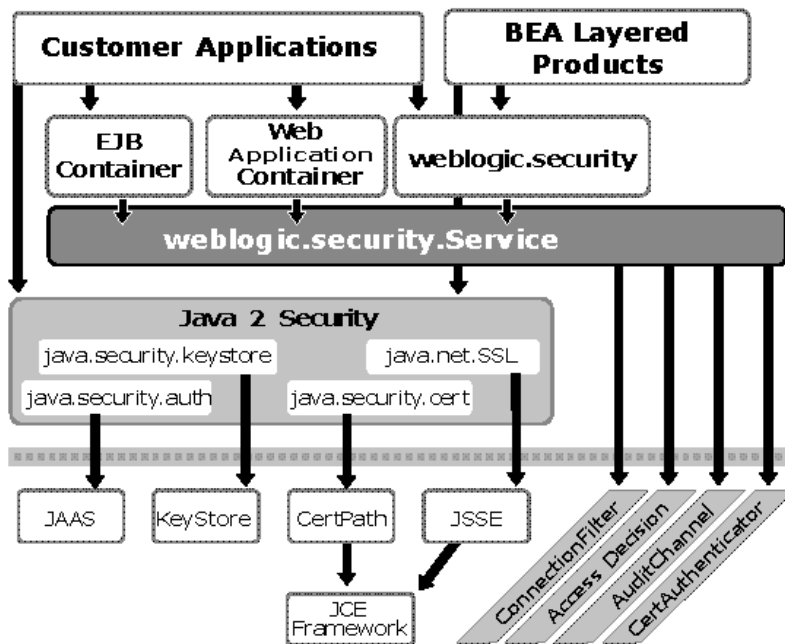 Customer Applications
BEA Layered
Products
EJB
Container
Web
Application
Container
weblogic.security
weblogic.security.Service
Java 2 Security
java.security.keystore
java.net.SSL
java.security.auth
java.security.cert
JAAS
KeyStore
CertPath
JSSE
JCE
Framework
ConnectionFilter
Access Decision
AuditChannel
CertAuthenticator